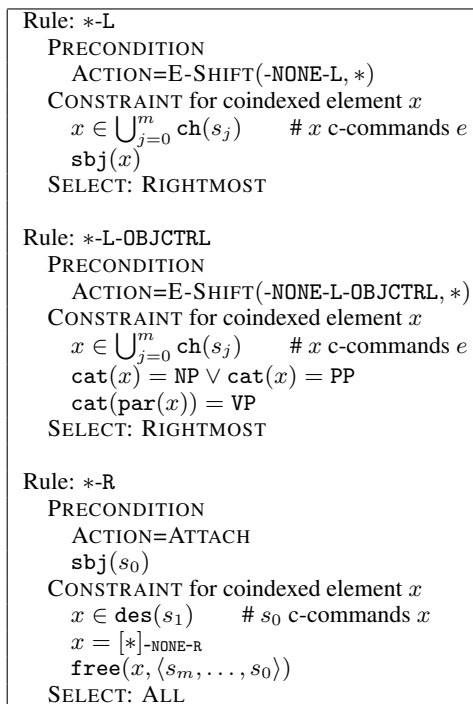 Rule: ∗-L
PRECONDITION
ACTION=E-SHIFT(-NONE-L, ∗)
CONSTRAINT for coindexed element x
x ∈ ⋃_{j=0}^{m} ch(s_j) # x c-commands e
sbj(x)
SELECT: RIGHTMOST
Rule: ∗-L-OBJCTRL
PRECONDITION
ACTION=E-SHIFT(-NONE-L-OBJCTRL, ∗)
CONSTRAINT for coindexed element x
x ∈ ⋃_{j=0}^{m} ch(s_j) # x c-commands e
cat(x) = NP ∨ cat(x) = PP
cat(par(x)) = VP
SELECT: RIGHTMOST
Rule: ∗-R
PRECONDITION
ACTION=ATTACH
sbj(s_0)
CONSTRAINT for coindexed element x
x ∈ des(s_1) # s_0 c-commands x
x = [∗]_{-NONE-R}
free(x, ⟨s_m, . . . , s_0⟩)
SELECT: ALL